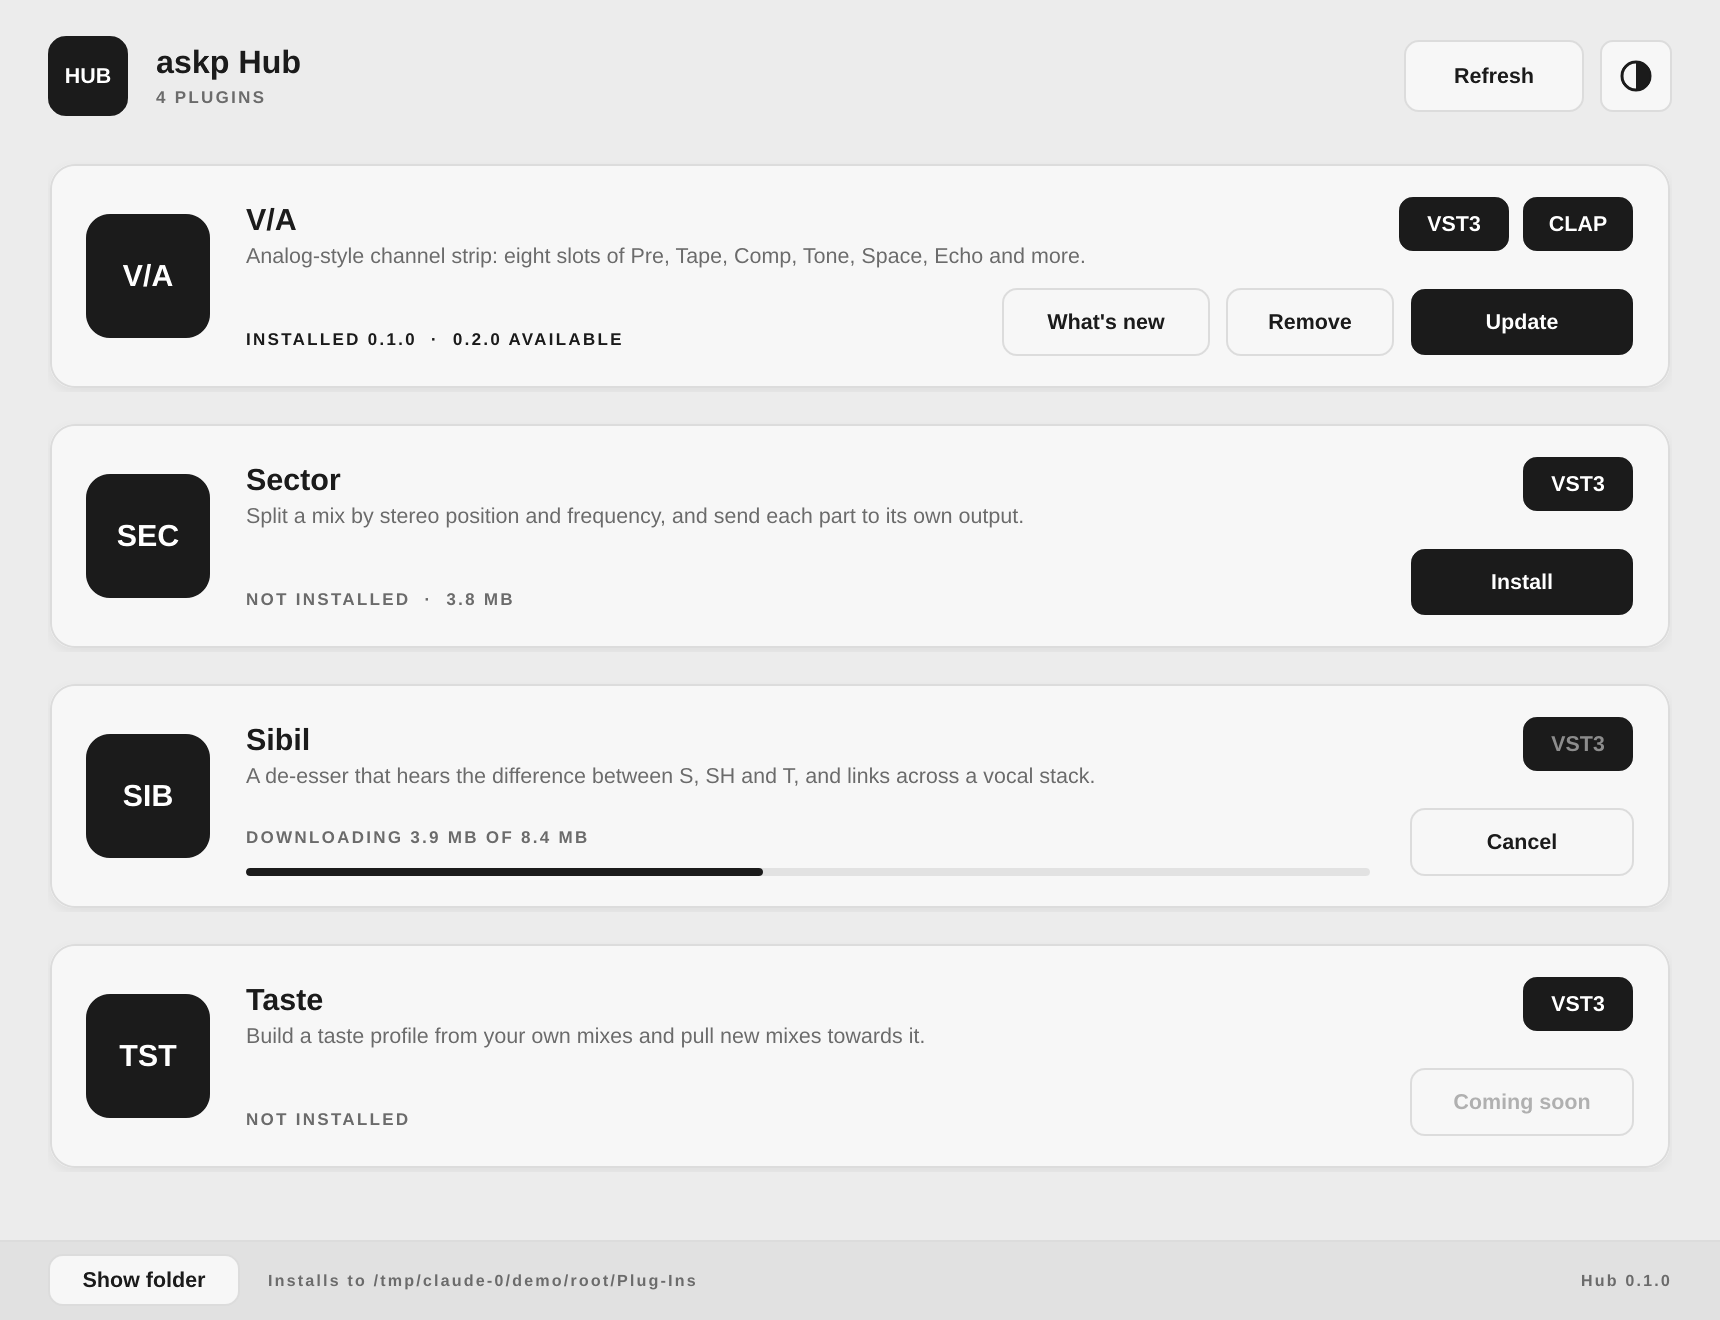 HUB
askp Hub
4 PLUGINS
Refresh
V/A
V/A
Analog-style channel strip: eight slots of Pre, Tape, Comp, Tone, Space, Echo and more.
INSTALLED 0.1.0 · 0.2.0 AVAILABLE
VST3 CLAP
What's new Remove Update
SEC
Sector
Split a mix by stereo position and frequency, and send each part to its own output.
NOT INSTALLED · 3.8 MB
VST3
Install
SIB
Sibil
A de-esser that hears the difference between S, SH and T, and links across a vocal stack.
DOWNLOADING 3.9 MB OF 8.4 MB
VST3
Cancel
TST
Taste
Build a taste profile from your own mixes and pull new mixes towards it.
NOT INSTALLED
VST3
Coming soon
Show folder
Installs to /tmp/claude-0/demo/root/Plug-Ins
Hub 0.1.0